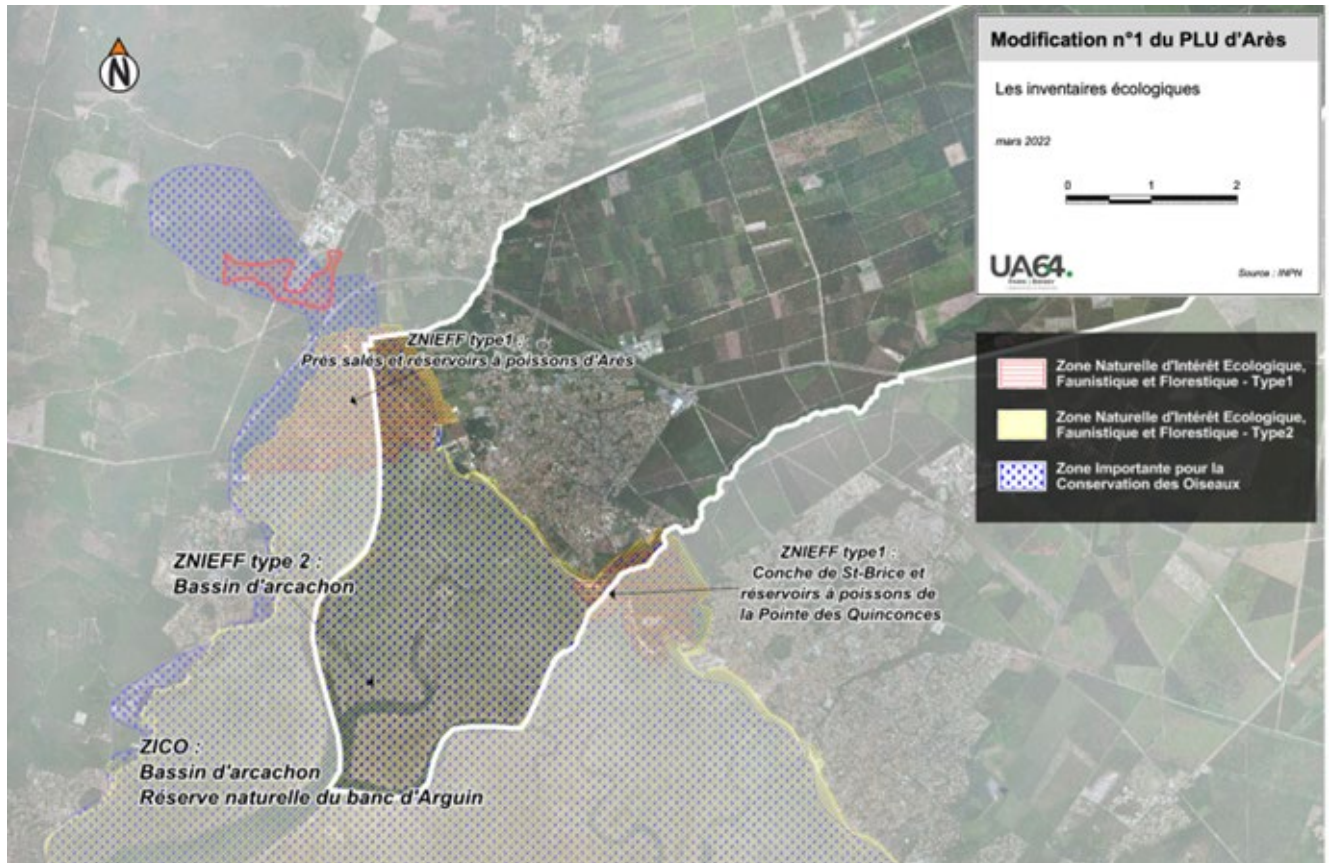 N
Modification n°1 du PLU d'Arès
Les inventaires écologiques
mars 2022
0 1 2
UA64.
Source : INPN
Zone Naturelle d'Intérêt Ecologique,
Faunistique et Florestique - Type1
Zone Naturelle d'Intérêt Ecologique,
Faunistique et Florestique - Type2
Zone Importante pour la
Conservation des Oiseaux
ZNIEFF type1 :
Près salés et réservoirs à poissons d'Arès
ZNIEFF type 2 :
Bassin d'arcachon
ZNIEFF type1 :
Conche de St-Brice et
réservoirs à poissons de
la Pointe des Quinconces
ZICO :
Bassin d'arcachon
Réserve naturelle du banc d'Arguin